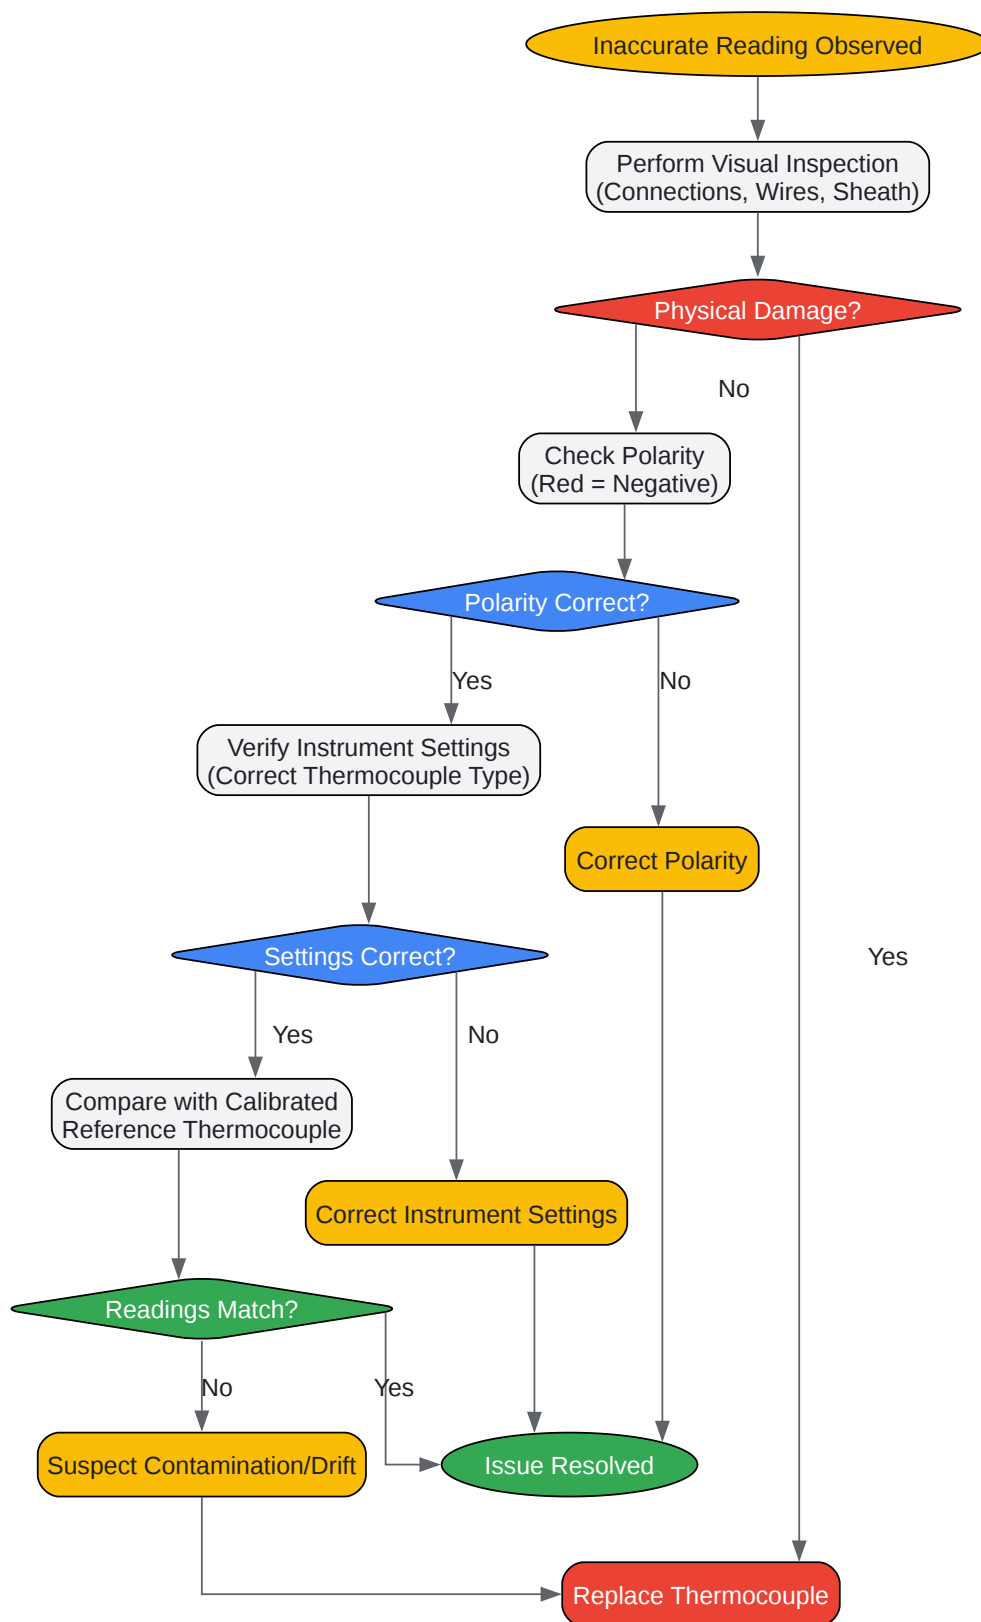 Inaccurate Reading Observed
Perform Visual Inspection
(Connections, Wires, Sheath)
Physical Damage?
No
Check Polarity
(Red = Negative)
Polarity Correct?
Yes
No
Verify Instrument Settings
(Correct Thermocouple Type)
Correct Polarity
Settings Correct?
Yes
Yes
No
Compare with Calibrated
Reference Thermocouple
Correct Instrument Settings
Readings Match?
No
Yes
Suspect Contamination/Drift
Issue Resolved
Replace Thermocouple